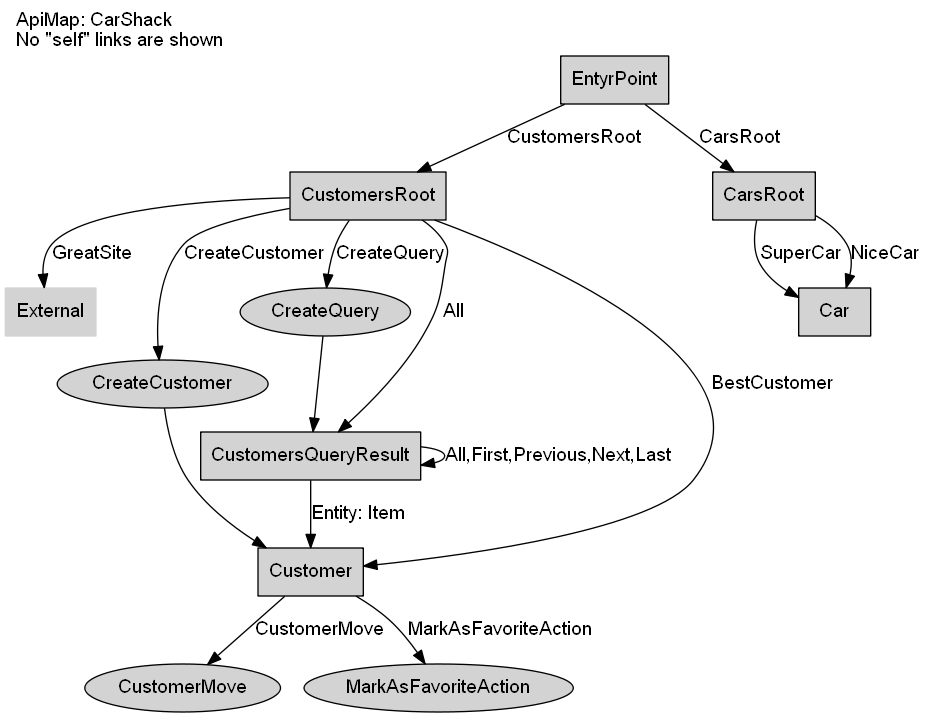 ApiMap: CarShack
No "self" links are shown
EntyrPoint
CustomersRoot
CarsRoot
CustomersRoot
CarsRoot
GreatSite
CreateCustomer
CreateQuery
SuperCar
NiceCar
External
CreateQuery
All
Car
CreateCustomer
BestCustomer
CustomersQueryResult
All,First,Previous,Next,Last
Entity: Item
Customer
CustomerMove
MarkAsFavoriteAction
CustomerMove
MarkAsFavoriteAction